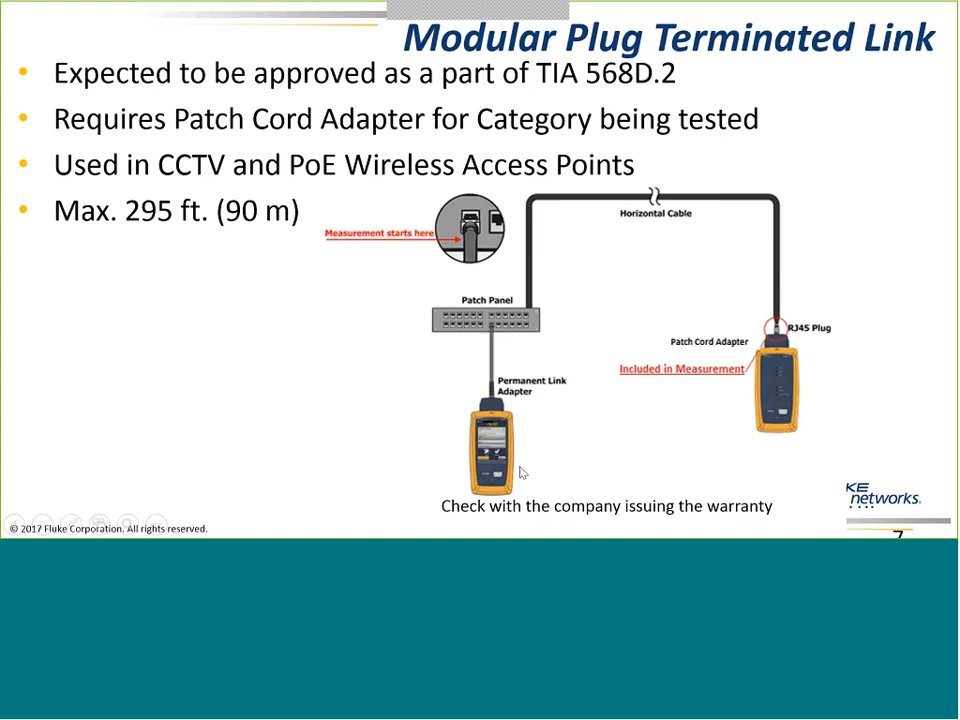 Modular Plug Terminated Link
• Expected to be approved as a part of TIA 568D.2
• Requires Patch Cord Adapter for Category being tested
• Used in CCTV and PoE Wireless Access Points
• Max. 295 ft. (90 m)
Measurement starts here
Horizontal Cable
Patch Panel
RJ45 Plug
Patch Cord Adapter
Included in Measurement
Permanent Link
Adapter
Check with the company issuing the warranty
KE
networks.
© 2017 Fluke Corporation. All rights reserved.
7